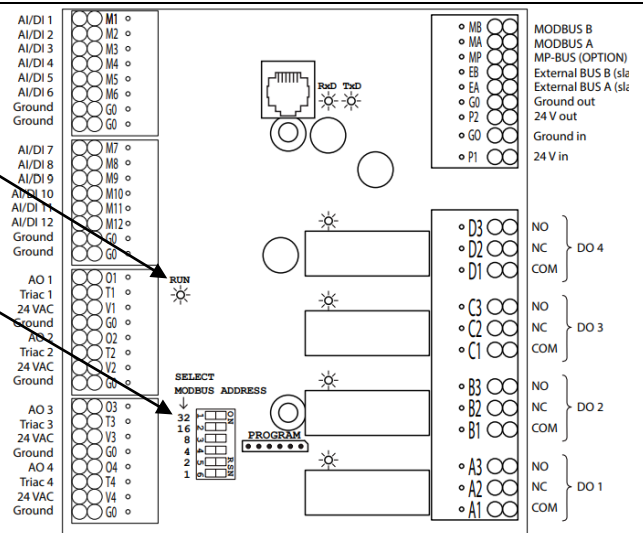 AI/DI 1 M1
AI/DI 2 M2
AI/DI 3 M3
AI/DI 4 M4
AI/DI 5 M5
AI/DI 6 M6
Ground G0
Ground G0
AI/DI 7 M7
AI/DI 8 M8
AI/DI 9 M9
AI/DI 10 M10
AI/DI 11 M11
AI/DI 12 M12
Ground G0
Ground G0
AO 1 O1
Triac 1 T1
24 VAC V1
Ground G0
AO 2 O2
Triac 2 T2
24 VAC V2
Ground G0
AO 3 O3
Triac 3 T3
24 VAC V3
Ground G0
AO 4 O4
Triac 4 T4
24 VAC V4
Ground G0
RxD TxD
RUN
SELECT
MODBUS ADDRESS
32 1 ON
16 2
8 3
4 4
2 5 RSN
1 6
PROGRAM
MB MODBUS B
MA MODBUS A
MP MP-BUS (OPTION)
EB External BUS B (sla
EA External BUS A (sla
G0 Ground out
P2 24 V out
GO Ground in
P1 24 V in
D3 NO
D2 NC DO 4
D1 COM
C3 NO
C2 NC DO 3
C1 COM
B3 NO
B2 NC DO 2
B1 COM
A3 NO
A2 NC DO 1
A1 COM